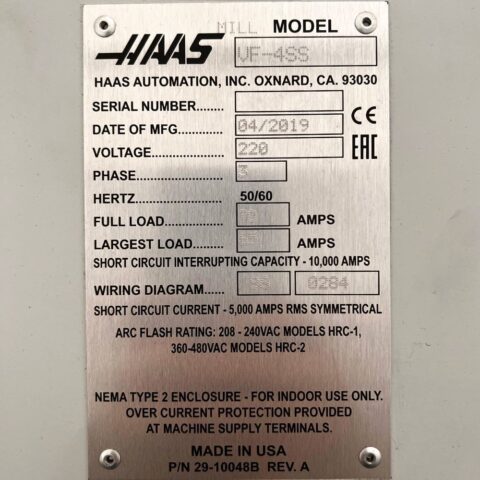 MILL MODEL
HAAS VF-4SS
HAAS AUTOMATION, INC. OXNARD, CA. 93030
SERIAL NUMBER........
DATE OF MFG........... 04/2019
CE
VOLTAGE................. 220
EAC
PHASE..................... 3
HERTZ 50/60
FULL LOAD............... AMPS
LARGEST LOAD........ AMPS
SHORT CIRCUIT INTERRUPTING CAPACITY - 10,000 AMPS
WIRING DIAGRAM....... 0284
SHORT CIRCUIT CURRENT - 5,000 AMPS RMS SYMMETRICAL
ARC FLASH RATING: 208 - 240VAC MODELS HRC-1,
360-480VAC MODELS HRC-2
NEMA TYPE 2 ENCLOSURE - FOR INDOOR USE ONLY.
OVER CURRENT PROTECTION PROVIDED
AT MACHINE SUPPLY TERMINALS.
MADE IN USA
P/N 29-10048B REV. A